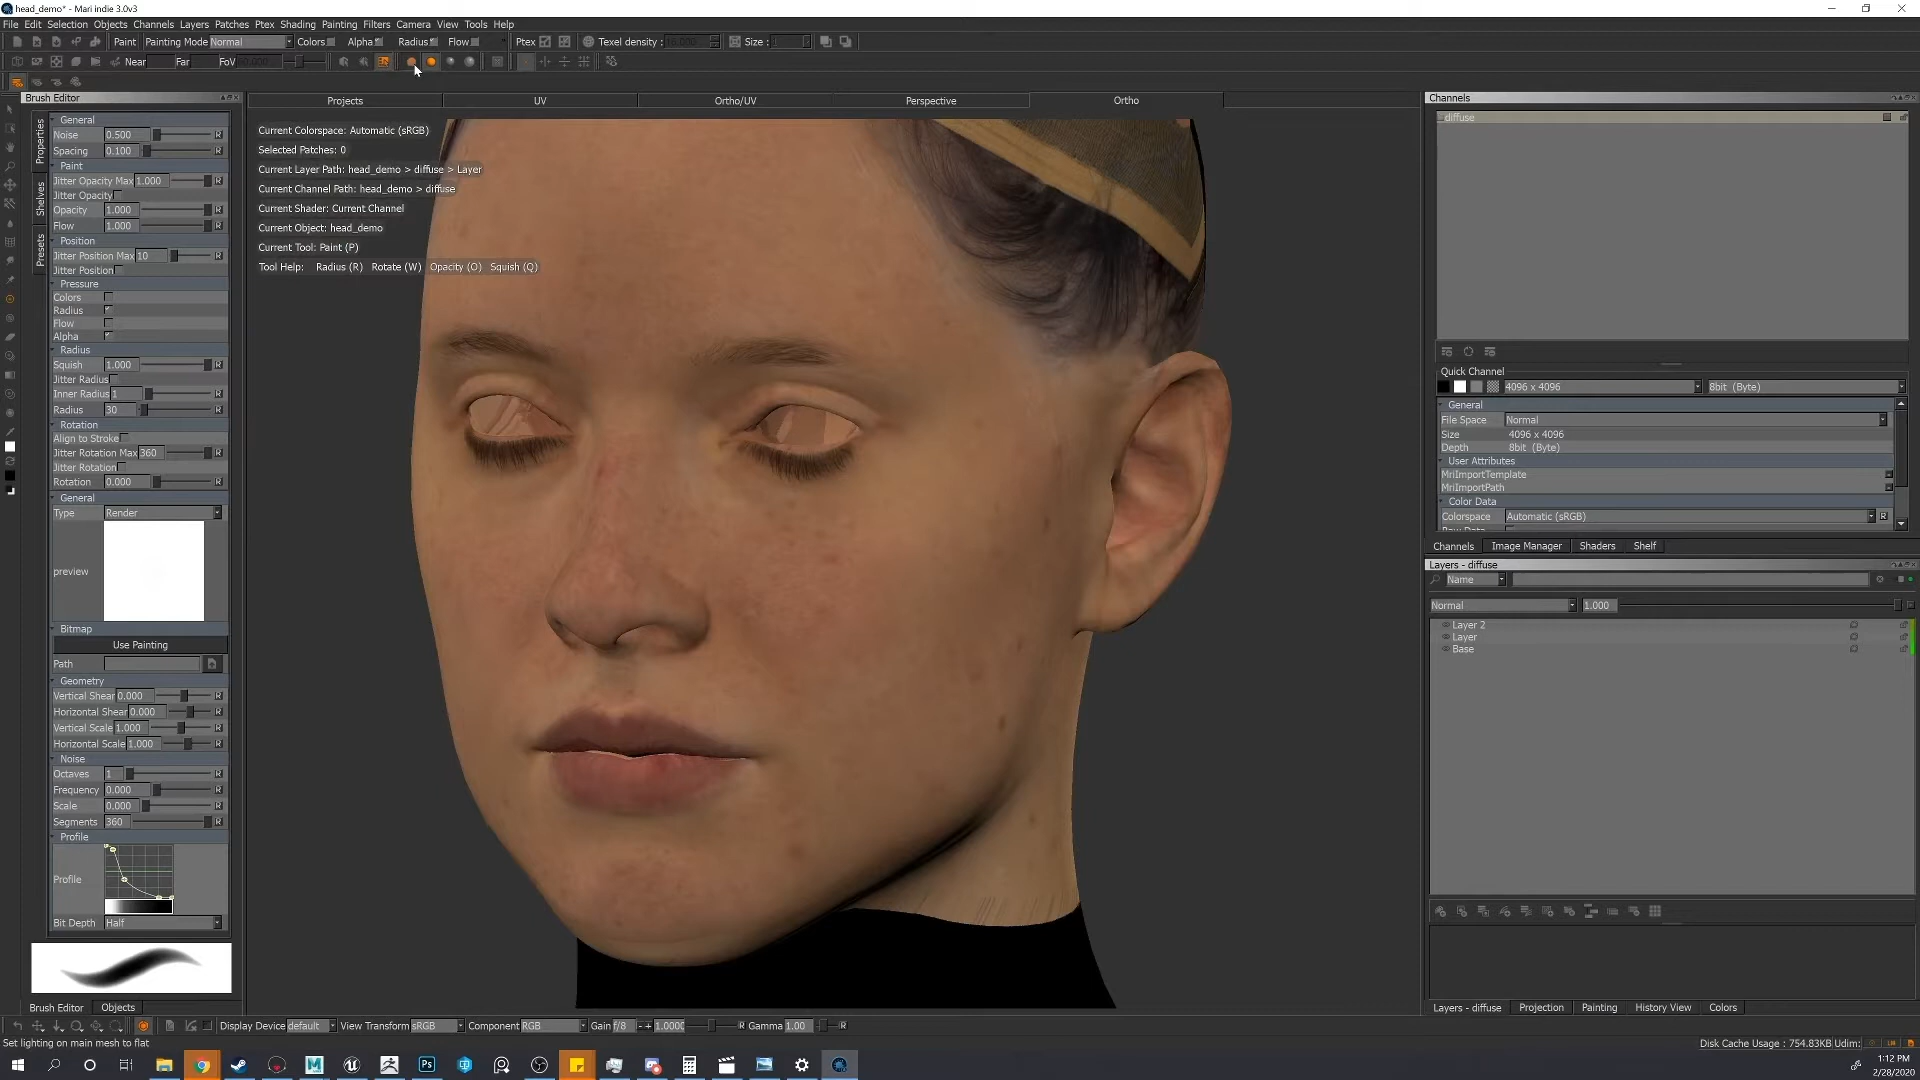 head_demo* - Mari indie 3.0v3
File Edit Selection Objects Channels Layers Patches Ptex Shading Painting Filters Camera View Tools Help
Paint Painting Mode Normal Colors Alpha Radius Flow Ptex Texel density: Size :
Near Far FoV
Brush Editor
Projects UV Ortho/UV Perspective Ortho
Channels
Properties
Shelves
Presets
General
Noise 0.500 R
Spacing 0.100 R
Paint
Jitter Opacity Max 1.000 R
Jitter Opacity
Opacity 1.000 R
Flow 1.000 R
Position
Jitter Position Max 10 R
Jitter Position
Pressure
Colors
Radius
Flow
Alpha
Radius
Squish 1.000 R
Jitter Radius
Inner Radius 1 R
Radius 30 R
Rotation
Align to Stroke
Jitter Rotation Max 360 R
Jitter Rotation
Rotation 0.000 R
General
Type Render
preview
Bitmap
Use Painting
Path
Geometry
Vertical Shear 0.000 R
Horizontal Shear 0.000 R
Vertical Scale 1.000 R
Horizontal Scale 1.000 R
Noise
Octaves 1 R
Frequency 0.000 R
Scale 0.000 R
Segments 360 R
Profile
Profile
Bit Depth Half
Brush Editor Objects
Current Colorspace: Automatic (sRGB)
Selected Patches: 0
Current Layer Path: head_demo > diffuse > Layer
Current Channel Path: head_demo > diffuse
Current Shader: Current Channel
Current Object: head_demo
Current Tool: Paint (P)
Tool Help: Radius (R) Rotate (W) Opacity (O) Squish (Q)
diffuse
Quick Channel
4096 x 4096 8bit (Byte)
General
File Space Normal
Size 4096 x 4096
Depth 8bit (Byte)
User Attributes
MriImportTemplate
MriImportPath
Color Data
Colorspace Automatic (sRGB) R
Channels Image Manager Shaders Shelf
Layers - diffuse
Name
Normal 1.000
Layer 2
Layer
Base
Layers - diffuse Projection Painting History View Colors
Display Device default View Transform sRGB Component RGB Gain f/8 - + 1.0000 R Gamma 1.00 R
Set lighting on main mesh to flat
Disk Cache Usage : 754.83KB Udim:
Ps
1:12 PM
2/28/2020